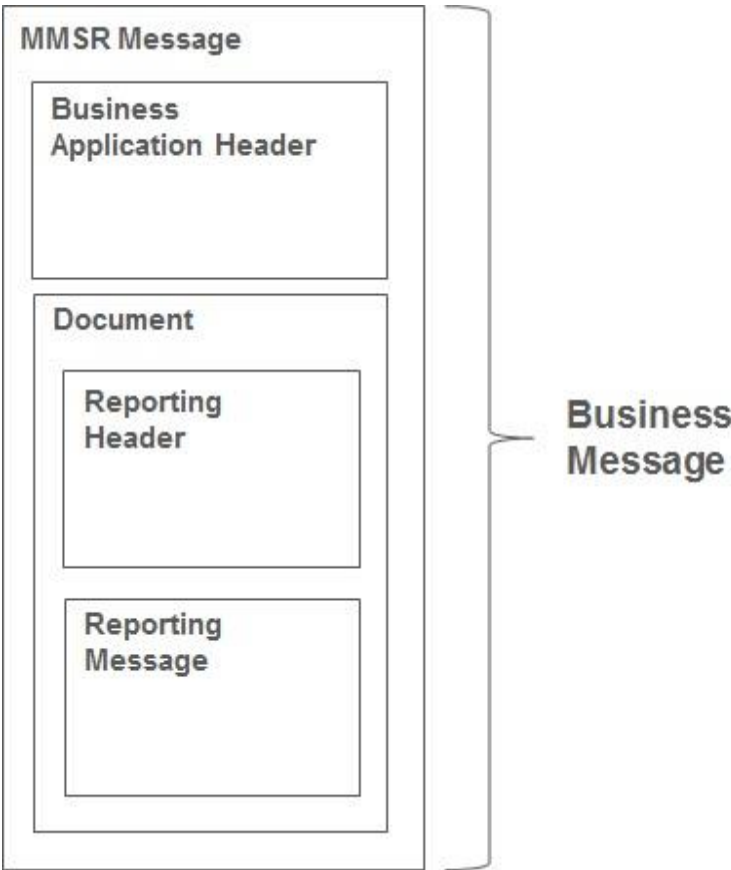 MMSR Message
Business
Application Header
Document
Reporting
Header
Business
Message
Reporting
Message